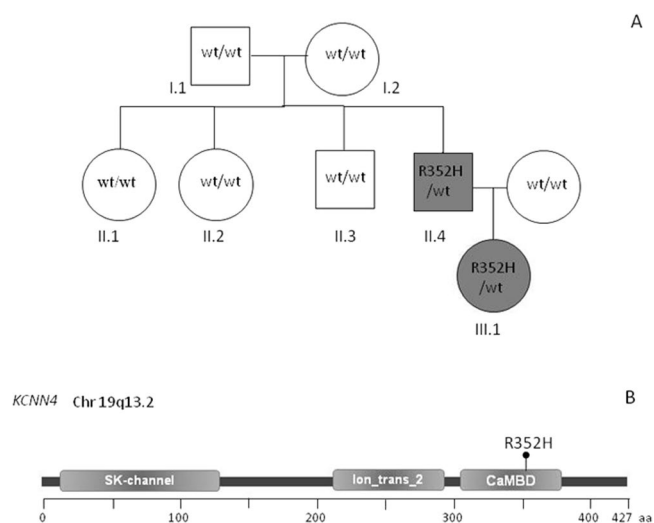 A
wt/wt wt/wt
I.1 I.2
wt/wt wt/wt wt/wt R352H /wt wt/wt
II.1 II.2 II.3 II.4
R352H /wt
III.1
KCNN4 Chr 19q13.2 B
R352H
SK-channel Ion_trans_2 CaMBD
0 100 200 300 400 427 aa